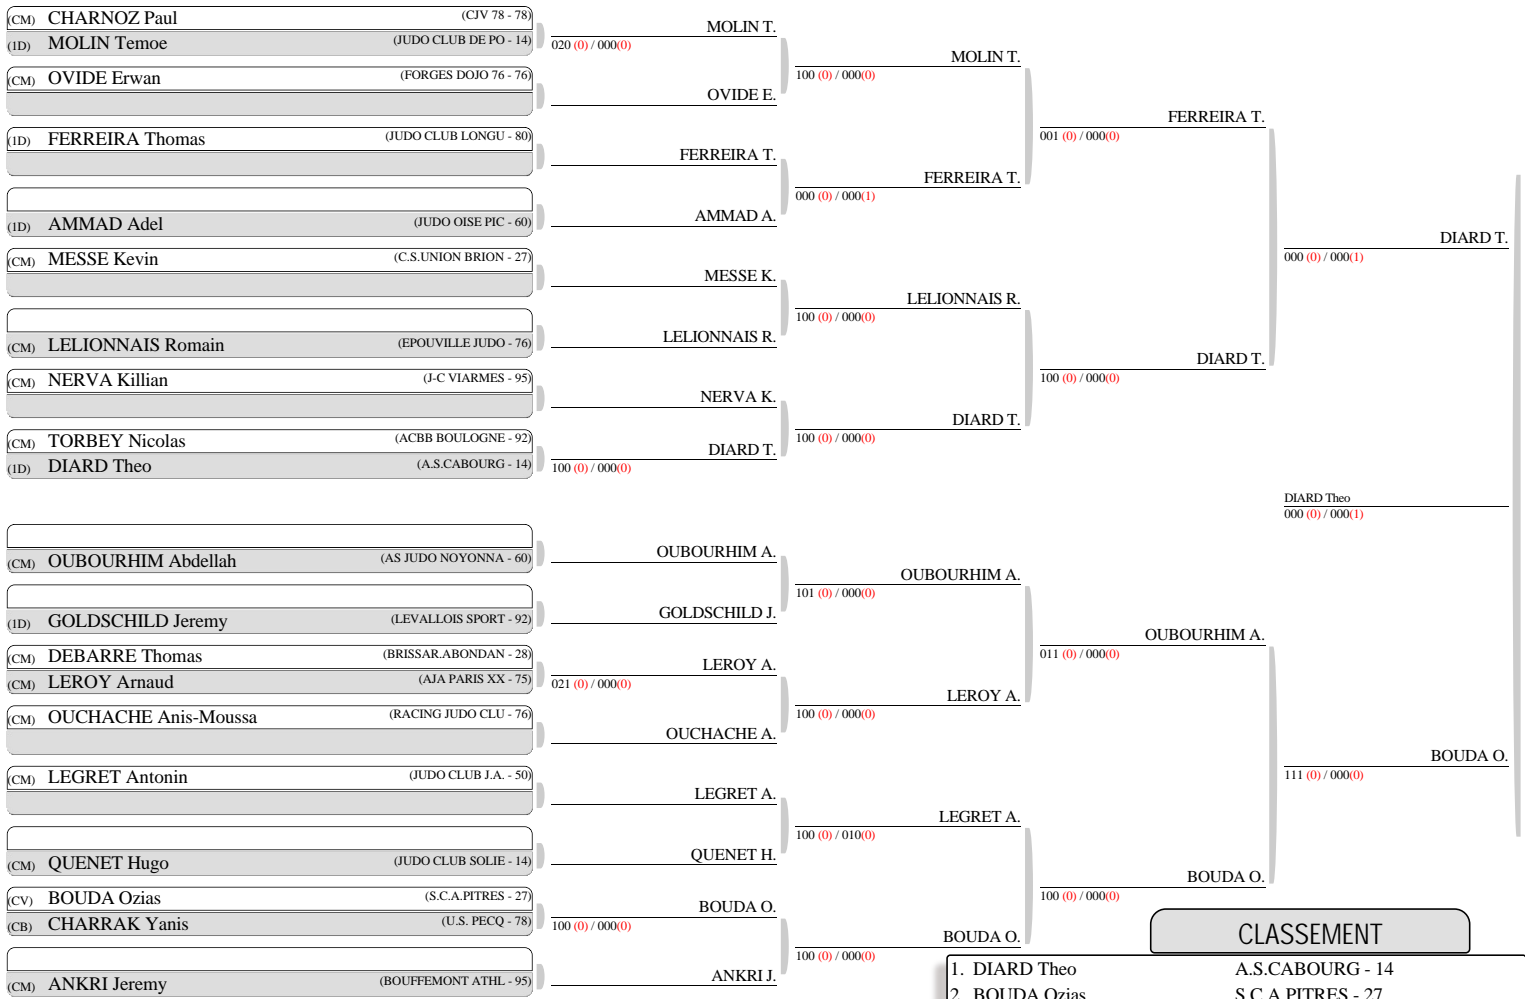 (CM) CHARNOZ Paul (CJV 78 - 78)
(1D) MOLIN Temoe (JUDO CLUB DE PO - 14)
MOLIN T.
020 (0) / 000(0)
(CM) OVIDE Erwan (FORGES DOJO 76 - 76)
OVIDE E.
MOLIN T.
100 (0) / 000(0)
(1D) FERREIRA Thomas (JUDO CLUB LONGU - 80)
FERREIRA T.
(1D) AMMAD Adel (JUDO OISE PIC - 60)
AMMAD A.
FERREIRA T.
000 (0) / 000(1)
FERREIRA T.
001 (0) / 000(0)
(CM) MESSE Kevin (C.S.UNION BRION - 27)
MESSE K.
(CM) LELIONNAIS Romain (EPOUVILLE JUDO - 76)
LELIONNAIS R.
LELIONNAIS R.
100 (0) / 000(0)
(CM) NERVA Killian (J-C VIARMES - 95)
NERVA K.
(CM) TORBEY Nicolas (ACBB BOULOGNE - 92)
(1D) DIARD Theo (A.S.CABOURG - 14)
DIARD T.
100 (0) / 000(0)
DIARD T.
100 (0) / 000(0)
DIARD T.
100 (0) / 000(0)
DIARD T.
000 (0) / 000(1)
DIARD Theo
000 (0) / 000(1)
(CM) OUBOURHIM Abdellah (AS JUDO NOYONNA - 60)
OUBOURHIM A.
(1D) GOLDSCHILD Jeremy (LEVALLOIS SPORT - 92)
GOLDSCHILD J.
OUBOURHIM A.
101 (0) / 000(0)
(CM) DEBARRE Thomas (BRISSAR.ABONDAN - 28)
(CM) LEROY Arnaud (AJA PARIS XX - 75)
LEROY A.
021 (0) / 000(0)
(CM) OUCHACHE Anis-Moussa (RACING JUDO CLU - 76)
OUCHACHE A.
LEROY A.
100 (0) / 000(0)
OUBOURHIM A.
011 (0) / 000(0)
(CM) LEGRET Antonin (JUDO CLUB J.A. - 50)
LEGRET A.
(CM) QUENET Hugo (JUDO CLUB SOLIE - 14)
QUENET H.
LEGRET A.
100 (0) / 010(0)
(CV) BOUDA Ozias (S.C.A.PITRES - 27)
(CB) CHARRAK Yanis (U.S. PECQ - 78)
BOUDA O.
100 (0) / 000(0)
(CM) ANKRI Jeremy (BOUFFEMONT ATHL - 95)
ANKRI J.
BOUDA O.
100 (0) / 000(0)
BOUDA O.
100 (0) / 000(0)
BOUDA O.
111 (0) / 000(0)
CLASSEMENT
1. DIARD Theo A.S.CABOURG - 14
2. BOUDA Ozias S.C.A.PITRES - 27